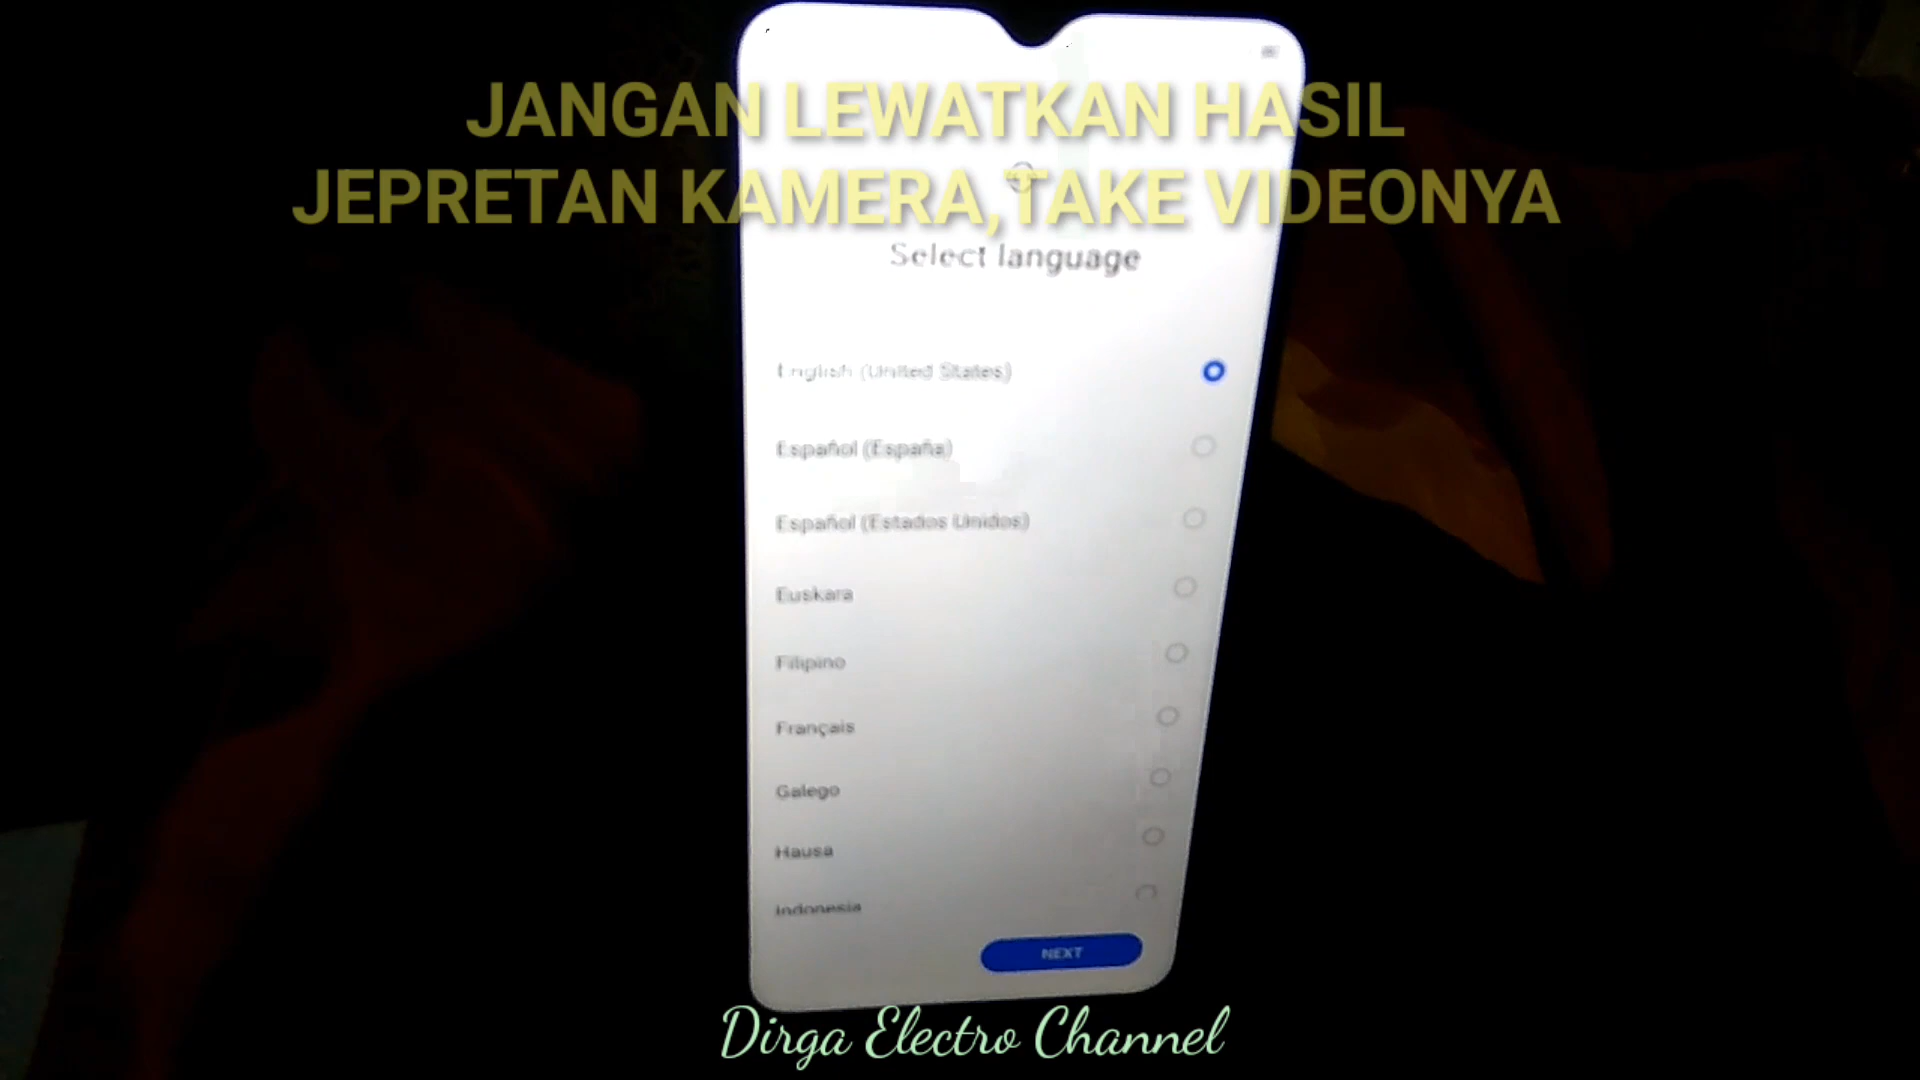 JANGAN LEWATKAN HASIL
JEPRETAN KAMERA,TAKE VIDEONYA
Select language
English (United States)
Español (España)
Español (Estados Unidos)
Euskara
Filipino
Français
Galego
Hausa
Indonesia
NEXT
Dirga Electro Channel